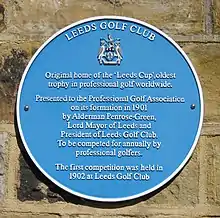 LEEDS GOLF CLUB
Original home of the 'Leeds Cup', oldest
trophy in professional golf worldwide.
Presented to the Professional Golf Association
on its formation in 1901
by Alderman Penrose-Green,
Lord Mayor of Leeds and
President of Leeds Golf Club.
To be competed for annually by
professional golfers.
The first competition was held in
1902 at Leeds Golf Club